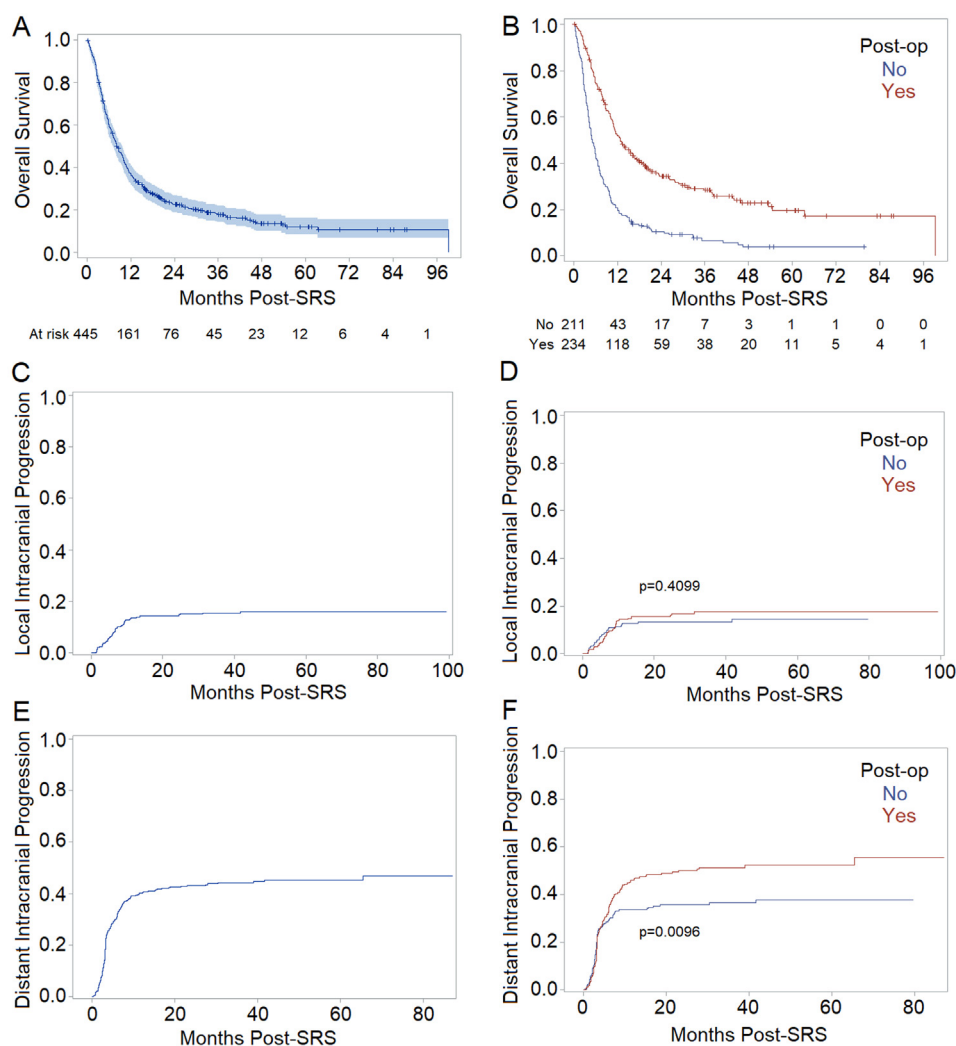 A
Overall Survival
1.0
0.8
0.6
0.4
0.2
0.0
0 12 24 36 48 60 72 84 96
Months Post-SRS
At risk 445 161 76 45 23 12 6 4 1
B
Overall Survival
1.0
0.8
0.6
0.4
0.2
0.0
Post-op
No
Yes
0 12 24 36 48 60 72 84 96
Months Post-SRS
No 211 43 17 7 3 1 1 0 0
Yes 234 118 59 38 20 11 5 4 1
C
Local Intracranial Progression
1.0
0.8
0.6
0.4
0.2
0.0
0 20 40 60 80 100
Months Post-SRS
D
Local Intracranial Progression
1.0
0.8
0.6
0.4
0.2
0.0
Post-op
No
Yes
p=0.4099
0 20 40 60 80 100
Months Post-SRS
E
Distant Intracranial Progression
1.0
0.8
0.6
0.4
0.2
0.0
0 20 40 60 80
Months Post-SRS
F
Distant Intracranial Progression
1.0
0.8
0.6
0.4
0.2
0.0
Post-op
No
Yes
p=0.0096
0 20 40 60 80
Months Post-SRS